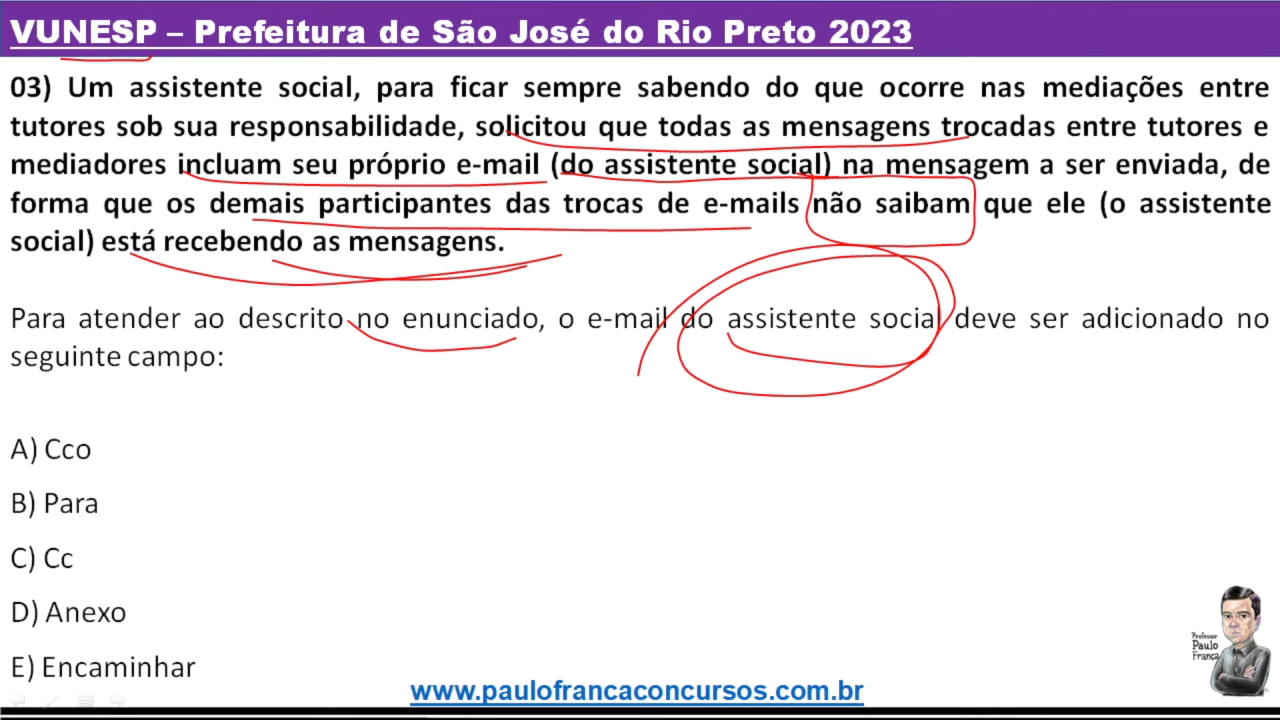 VUNESP – Prefeitura de São José do Rio Preto 2023
03) Um assistente social, para ficar sempre sabendo do que ocorre nas mediações entre
tutores sob sua responsabilidade, solicitou que todas as mensagens trocadas entre tutores e
mediadores incluam seu próprio e-mail (do assistente social) na mensagem a ser enviada, de
forma que os demais participantes das trocas de e-mails não saibam que ele (o assistente
social) está recebendo as mensagens.
Para atender ao descrito no enunciado, o e-mail do assistente social deve ser adicionado no
seguinte campo:
A) Cco
B) Para
C) Cc
D) Anexo
E) Encaminhar
Professor
Paulo
França
www.paulofrancaconcursos.com.br